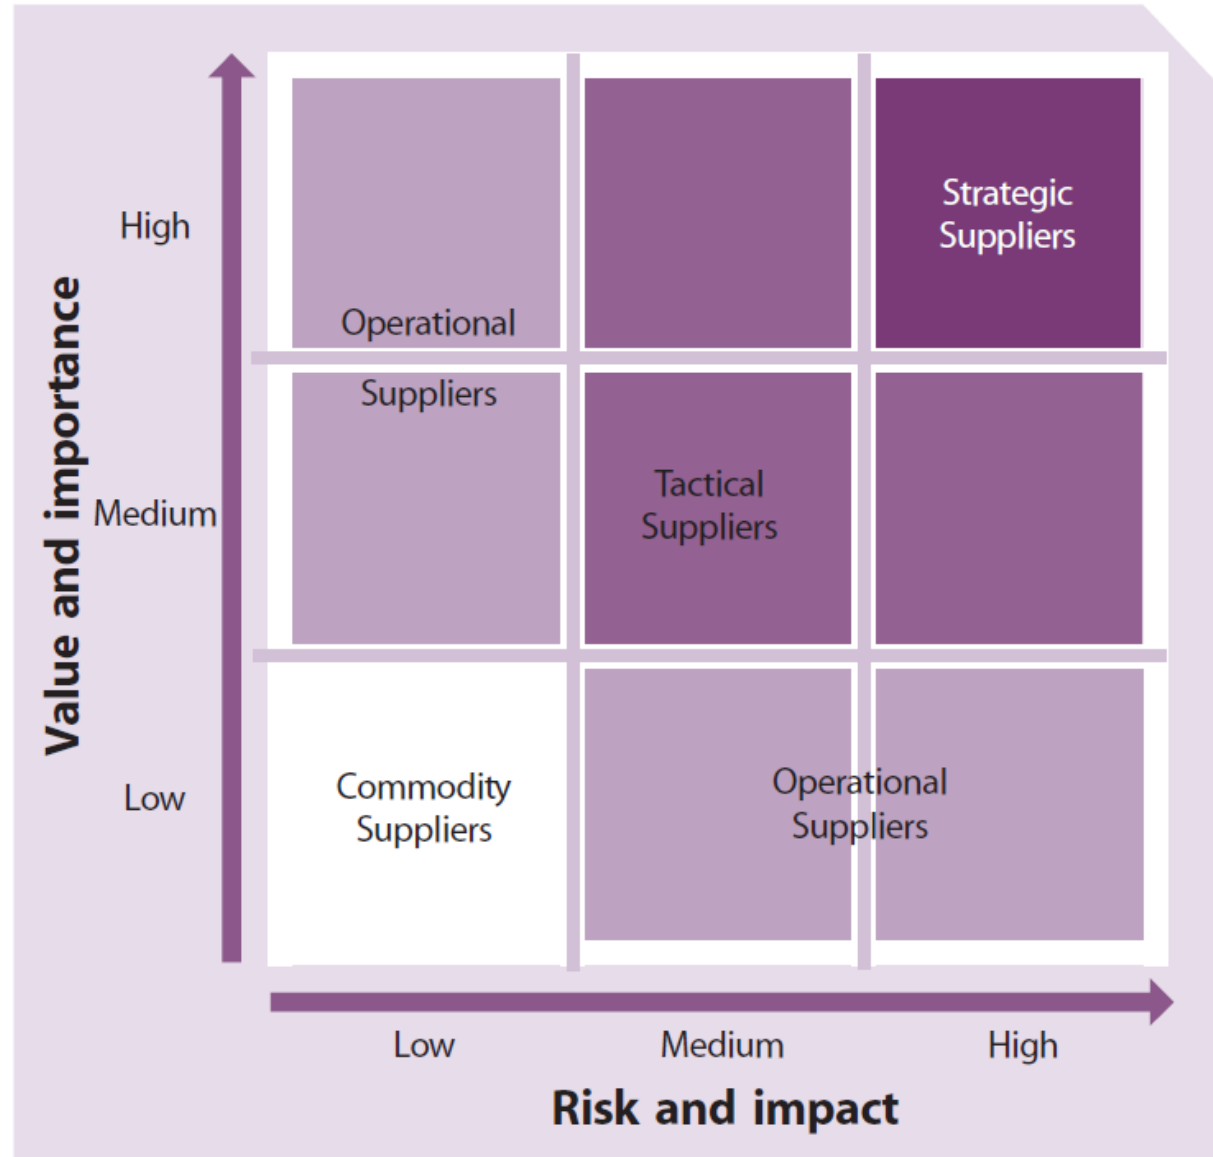 Value and importance
High
Medium
Low
Operational
Suppliers
Strategic
Suppliers
Tactical
Suppliers
Commodity
Suppliers
Operational
Suppliers
Low
Medium
High
Risk and impact